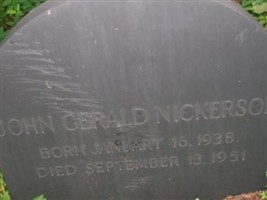 JOHN GERALD NICKERSO
BORN JANUARY 16, 1938
DIED SEPTEMBER 13, 1951